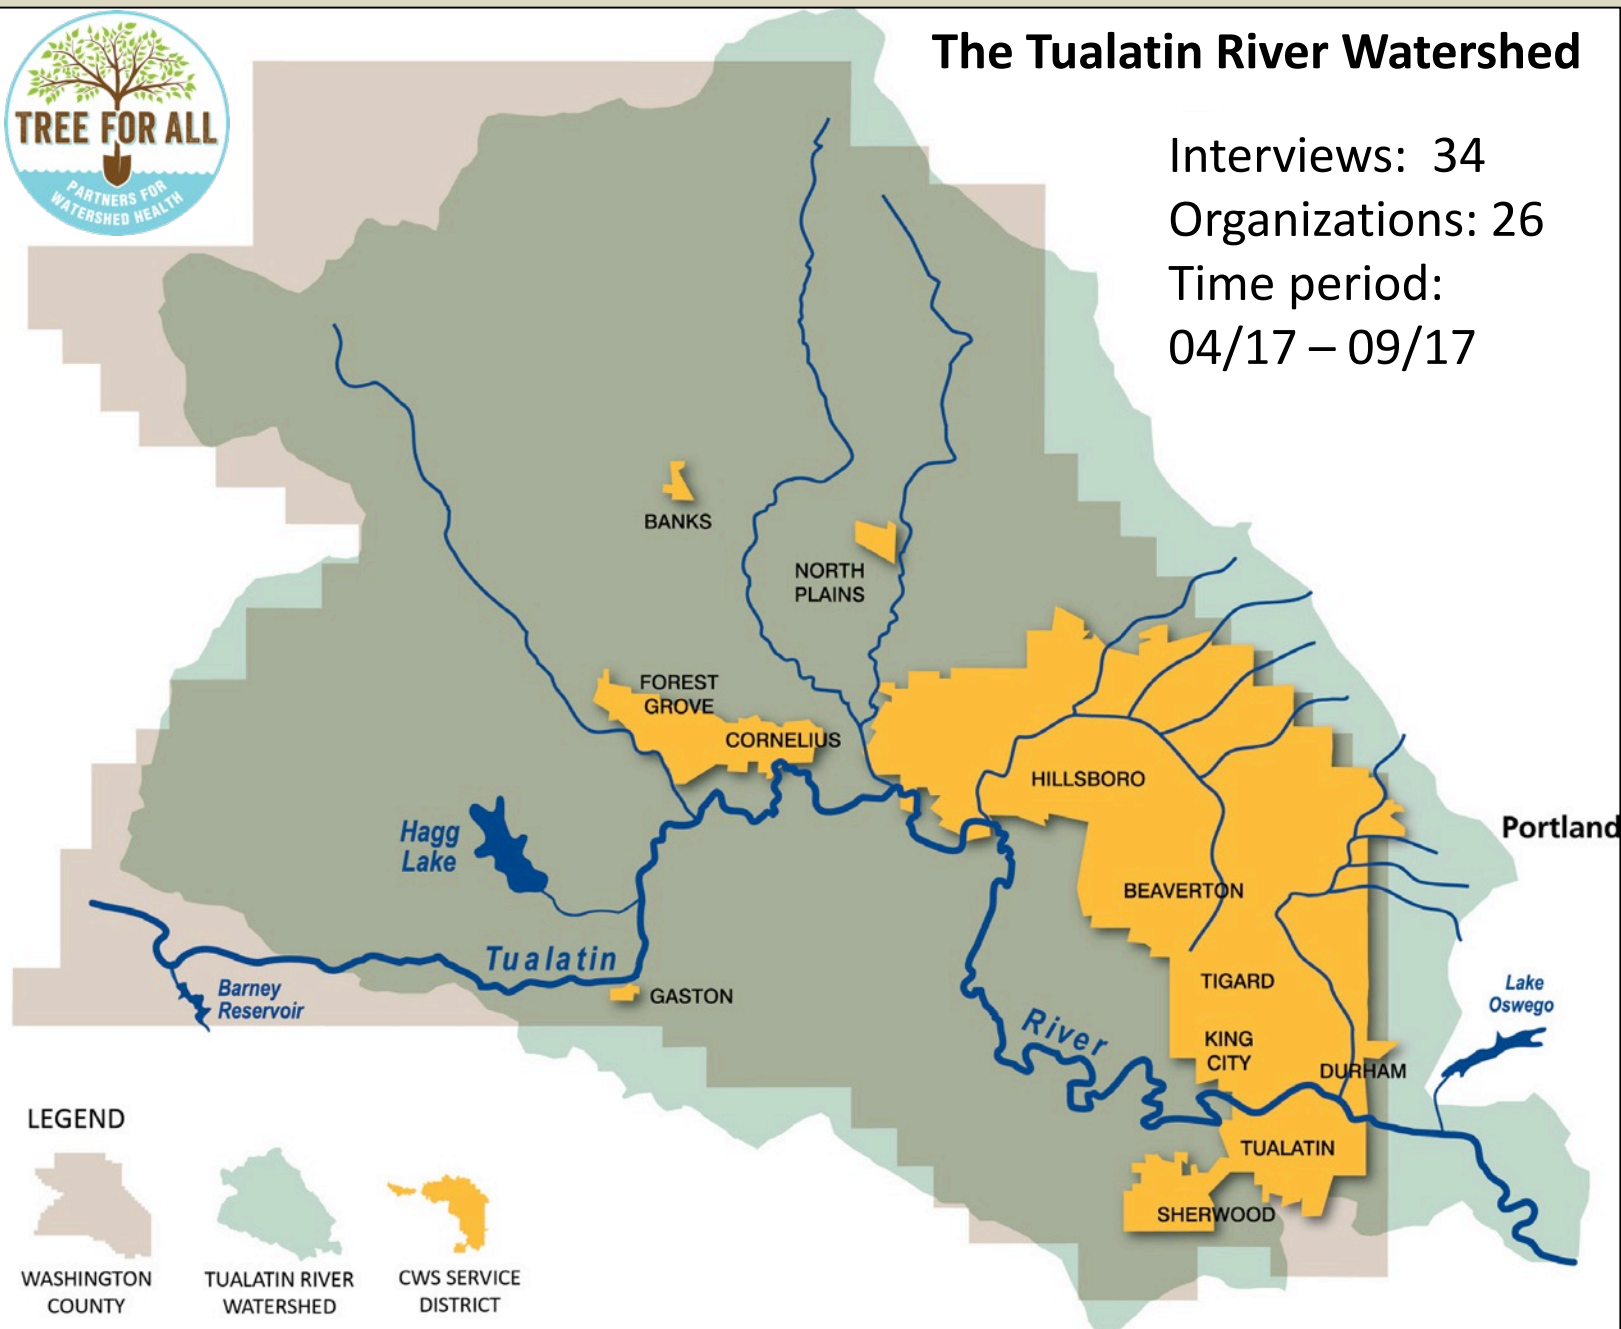 The Tualatin River Watershed
TREE FOR ALL
PARTNERS FOR
WATERSHED HEALTH
Interviews: 34
Organizations: 26
Time period:
04/17 – 09/17
BANKS
NORTH
PLAINS
FOREST
GROVE
CORNELIUS
HILLSBORO
Hagg
Lake
Portland
BEAVERTON
Tualatin
TIGARD
Barney
Reservoir
GASTON
Lake
Oswego
River
KING
CITY
DURHAM
TUALATIN
SHERWOOD
LEGEND
WASHINGTON
COUNTY
TUALATIN RIVER
WATERSHED
CWS SERVICE
DISTRICT